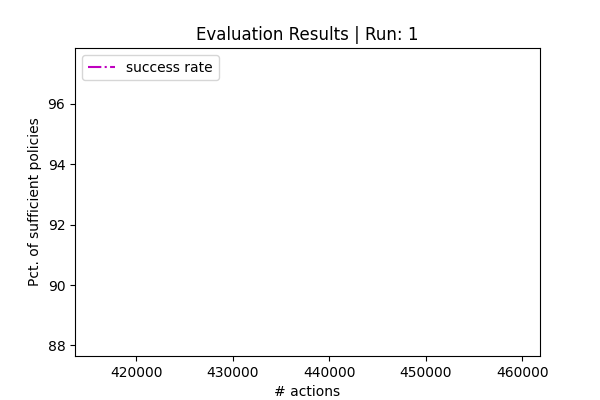 Evaluation Results | Run: 1
success rate
Pct. of sufficient policies
96
94
92
90
88
420000 430000 440000 450000 460000
# actions